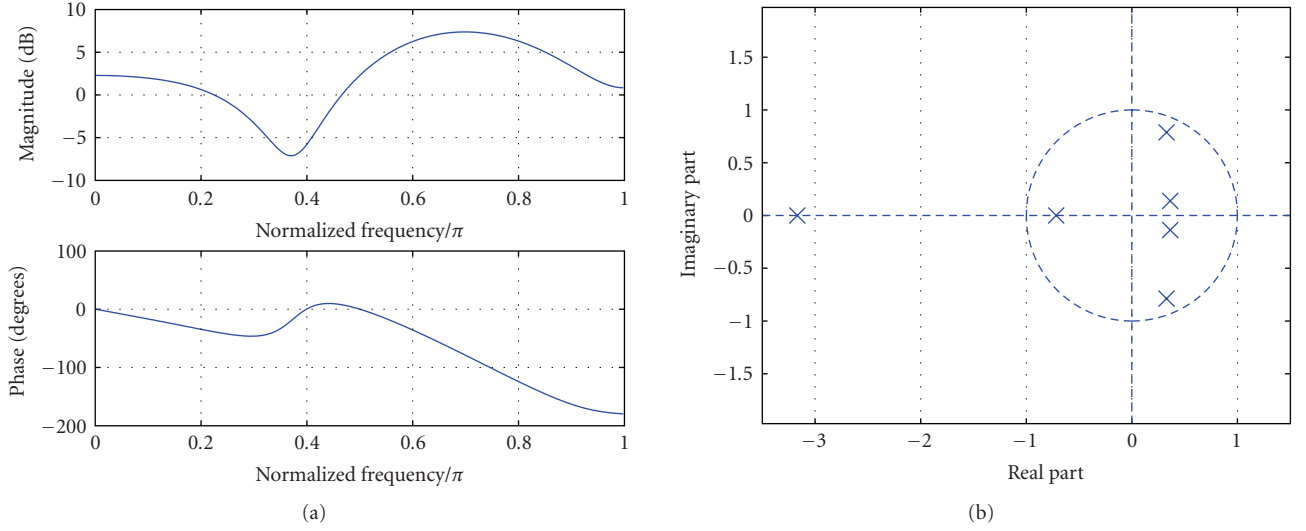 10
5
0
−5
−10
Magnitude (dB)
0 0.2 0.4 0.6 0.8 1
Normalized frequency/π
100
0
−100
−200
Phase (degrees)
0 0.2 0.4 0.6 0.8 1
Normalized frequency/π
(a)
1.5
1
0.5
0
−0.5
−1
−1.5
Imaginary part
−3 −2 −1 0 1
Real part
(b)